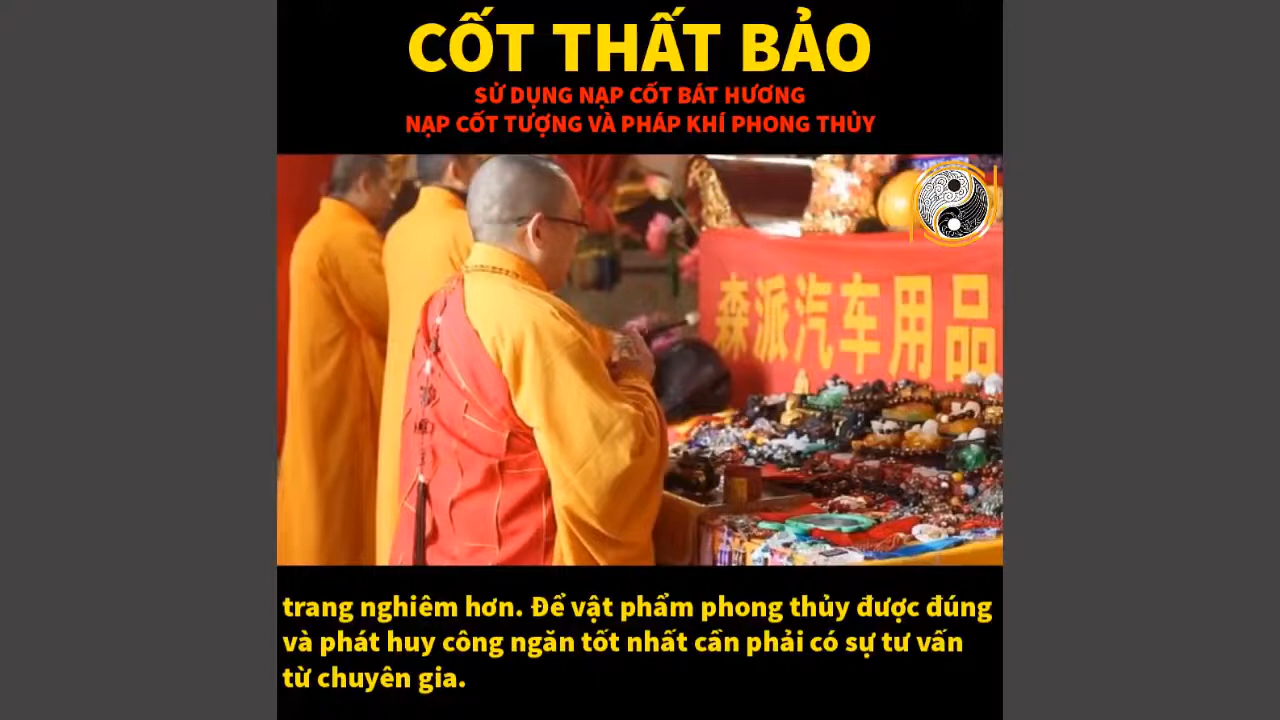 CỐT THẤT BẢO
SỬ DỤNG NẠP CỐT BÁT HƯƠNG
NẠP CỐT TƯỢNG VÀ PHÁP KHÍ PHONG THỦY
森派汽车用品
trang nghiêm hơn. Để vật phẩm phong thủy được đúng
và phát huy công ngăn tốt nhất cần phải có sự tư vấn
từ chuyên gia.